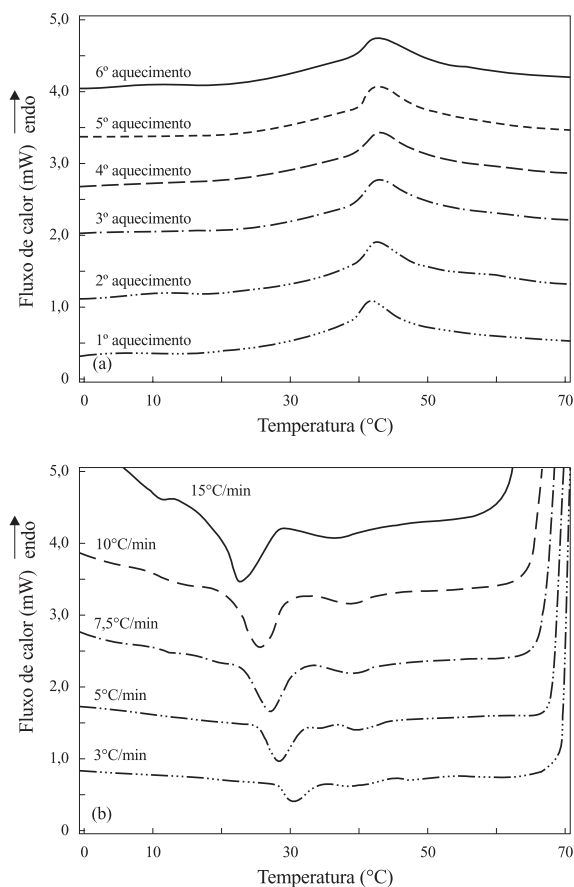 5,0
6º aquecimento
4,0
5º aquecimento
4º aquecimento
3,0
3º aquecimento
2,0
2º aquecimento
1,0
1º aquecimento
(a)
0
0 10 30 50 70
Temperatura (°C)
Fluxo de calor (mW) endo
5,0
15°C/min
10°C/min
4,0
3,0
7,5°C/min
2,0
5°C/min
1,0
3°C/min
(b)
0
0 10 30 50 70
Temperatura (°C)
Fluxo de calor (mW) endo